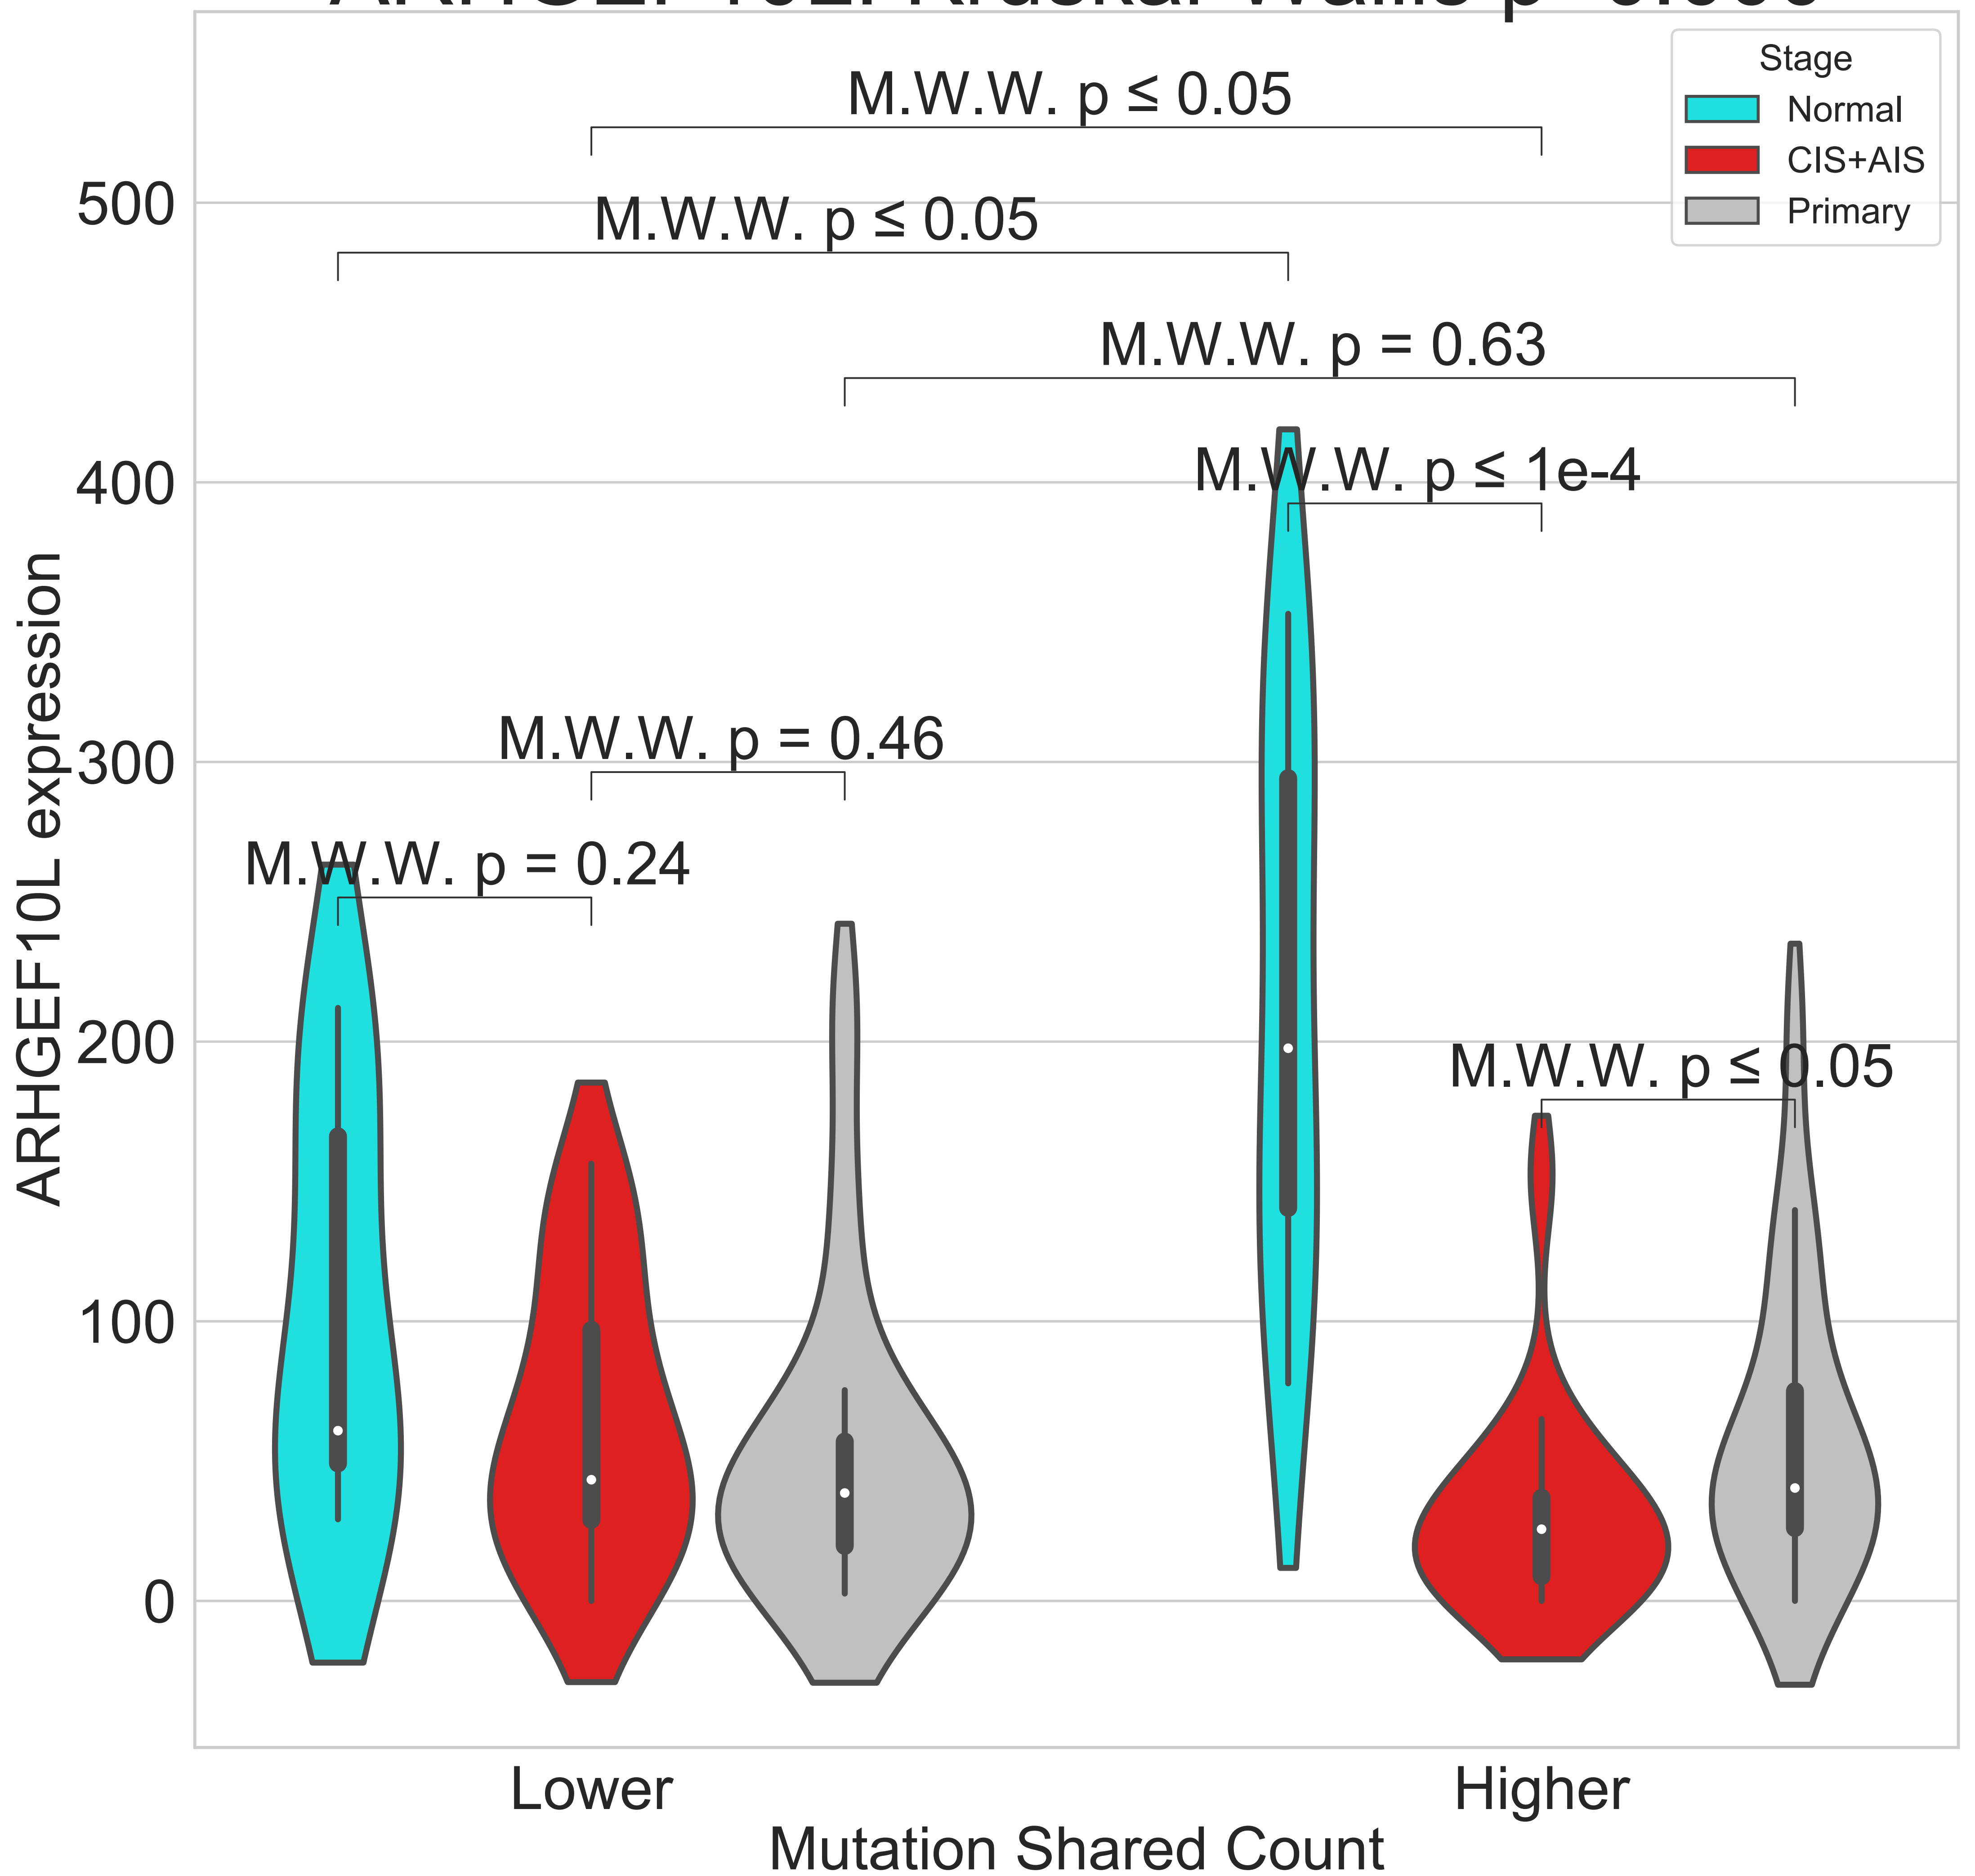 Stage
Normal
CIS+AIS
Primary
M.W.W. p ≤ 0.05
M.W.W. p ≤ 0.05
M.W.W. p = 0.63
M.W.W. p ≤ 1e-4
M.W.W. p = 0.46
M.W.W. p = 0.24
M.W.W. p ≤ 0.05
500
400
300
200
100
0
ARHGEF10L expression
Lower
Higher
Mutation Shared Count